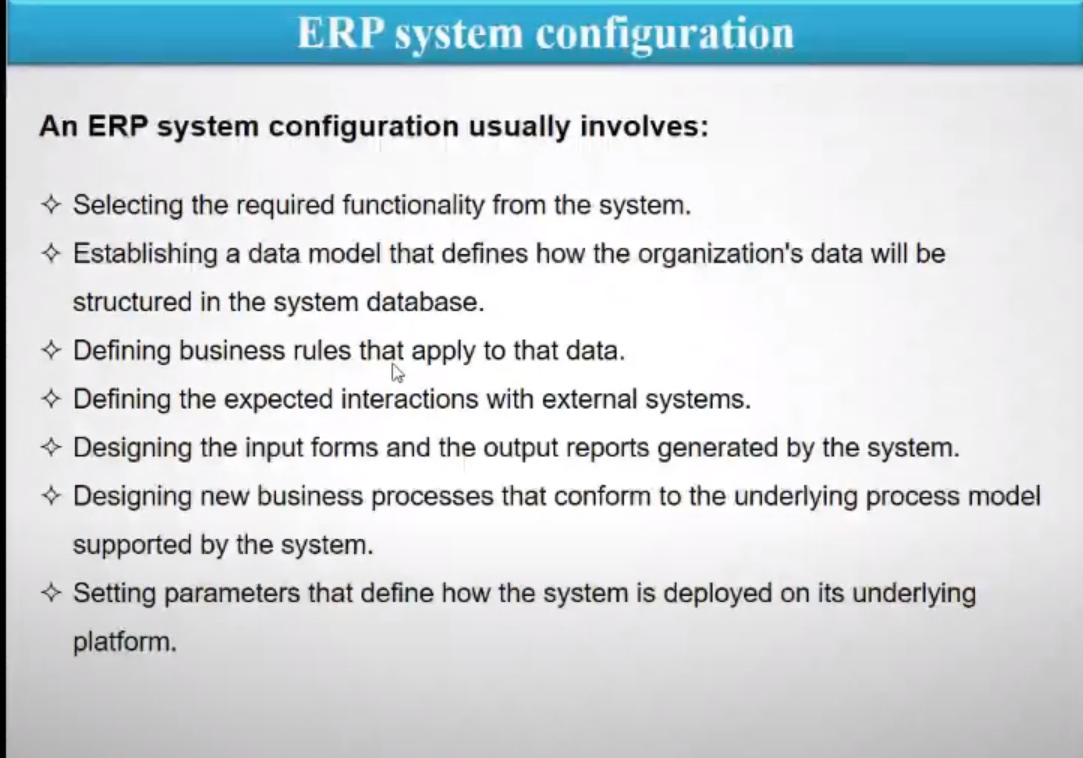 ERP system configuration
An ERP system configuration usually involves:
✧ Selecting the required functionality from the system.
✧ Establishing a data model that defines how the organization's data will be
structured in the system database.
✧ Defining business rules that apply to that data.
✧ Defining the expected interactions with external systems.
✧ Designing the input forms and the output reports generated by the system.
✧ Designing new business processes that conform to the underlying process model
supported by the system.
✧ Setting parameters that define how the system is deployed on its underlying
platform.